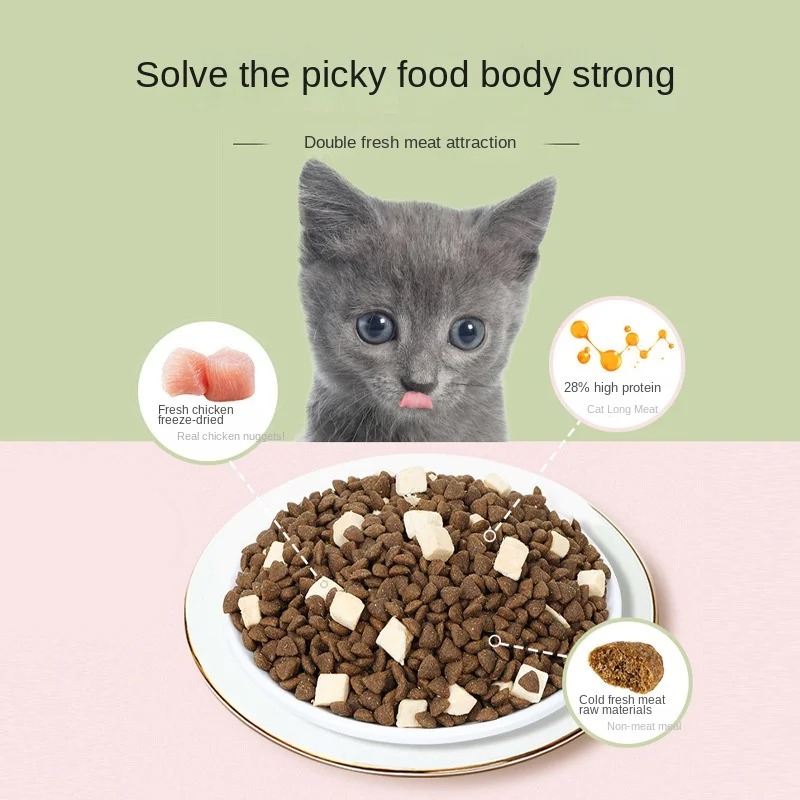 Solve the picky food body strong
Double fresh meat attraction
28% high protein
Cat Long Meat
Fresh chicken
freeze-dried
Real chicken nuggets!
Cold fresh meat
raw materials
Non-meat meal